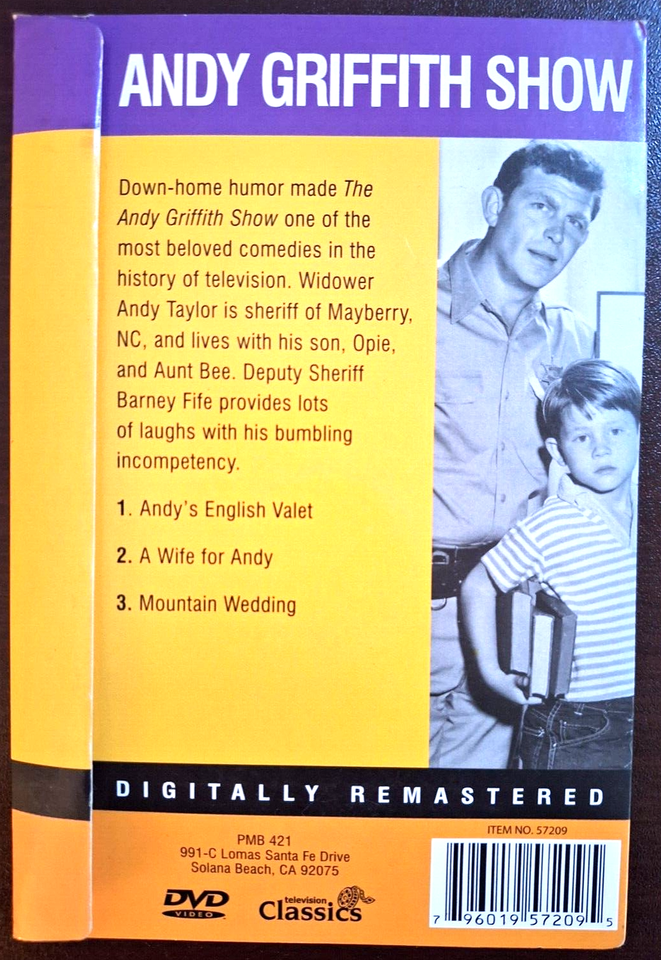 ANDY GRIFFITH SHOW
Down-home humor made The
Andy Griffith Show one of the
most beloved comedies in the
history of television. Widower
Andy Taylor is sheriff of Mayberry,
NC, and lives with his son, Opie,
and Aunt Bee. Deputy Sheriff
Barney Fife provides lots
of laughs with his bumbling
incompetency.
1. Andy's English Valet
2. A Wife for Andy
3. Mountain Wedding
DIGITALLY REMASTERED
PMB 421
991-C Lomas Santa Fe Drive
Solana Beach, CA 92075
DVD
VIDEO
television
Classics
ITEM NO. 57209
7 96019 57209 5